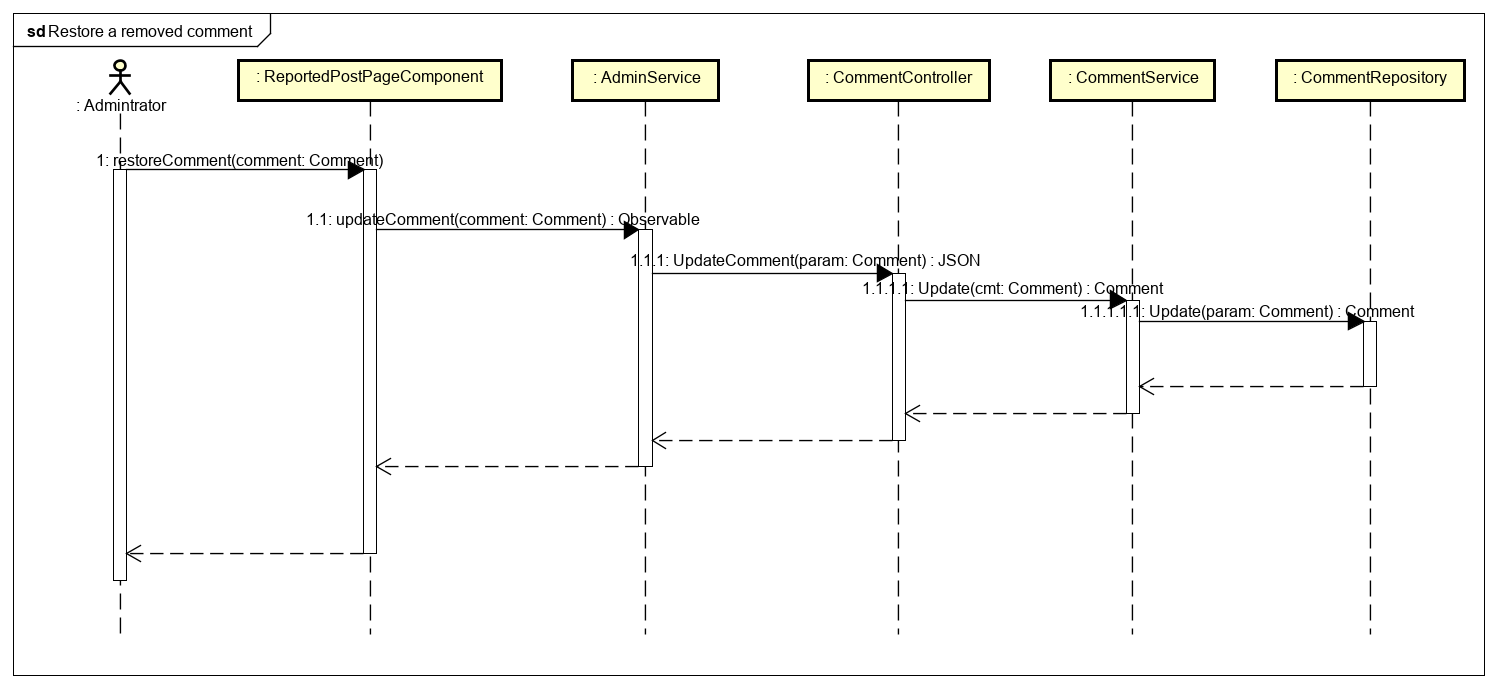 sd Restore a removed comment
: Admintrator
: ReportedPostPageComponent
: AdminService
: CommentController
: CommentService
: CommentRepository
1: restoreComment(comment: Comment)
1.1: updateComment(comment: Comment) : Observable
1.1.1: UpdateComment(param: Comment) : JSON
1.1.1.1: Update(cmt: Comment) : Comment
1.1.1.1.1: Update(param: Comment) : Comment